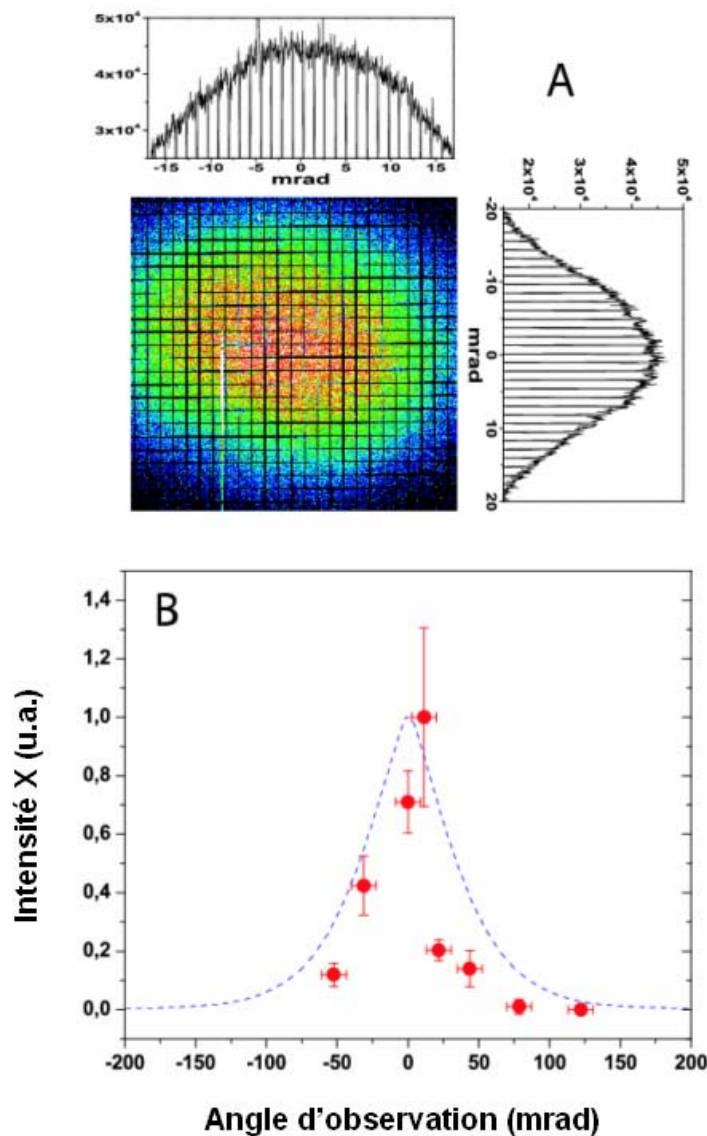 5x10⁴
4x10⁴
3x10⁴
-15 -10 -5 0 5 10 15
mrad
A
2x10⁴ 3x10⁴ 4x10⁴ 5x10⁴
-20
-10
0
10
20
mrad
B
1,4
1,2
1,0
0,8
0,6
0,4
0,2
0,0
Intensité X (u.a.)
-200 -150 -100 -50 0 50 100 150 200
Angle d'observation (mrad)